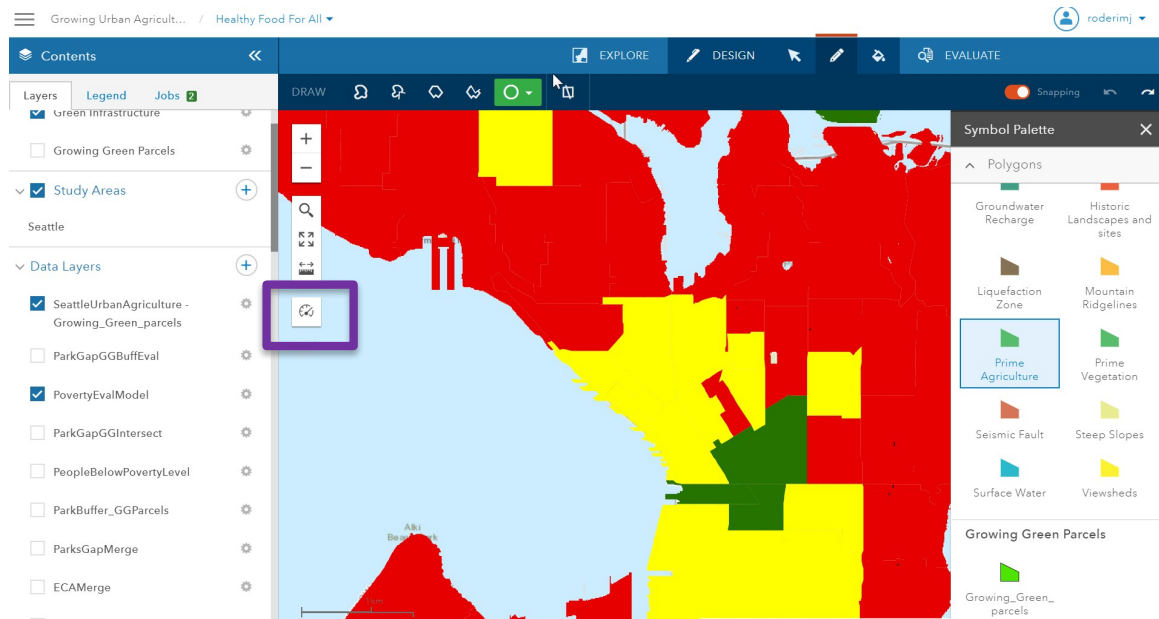 Growing Urban Agricult... / Healthy Food For All
roderimj
Contents
EXPLORE
DESIGN
EVALUATE
Layers
Legend
Jobs 2
DRAW
Snapping
Green Infrastructure
Growing Green Parcels
Study Areas
Seattle
Data Layers
SeattleUrbanAgriculture -
Growing_Green_parcels
ParkGapGGBuffEval
PovertyEvalModel
ParkGapGGIntersect
PeopleBelowPovertyLevel
ParkBuffer_GGParcels
ParksGapMerge
ECAMerge
Alki
Symbol Palette
Polygons
Groundwater
Recharge
Historic
Landscapes and
sites
Liquefaction
Zone
Mountain
Ridgelines
Prime
Agriculture
Prime
Vegetation
Seismic Fault
Steep Slopes
Surface Water
Viewsheds
Growing Green Parcels
Growing_Green_
parcels